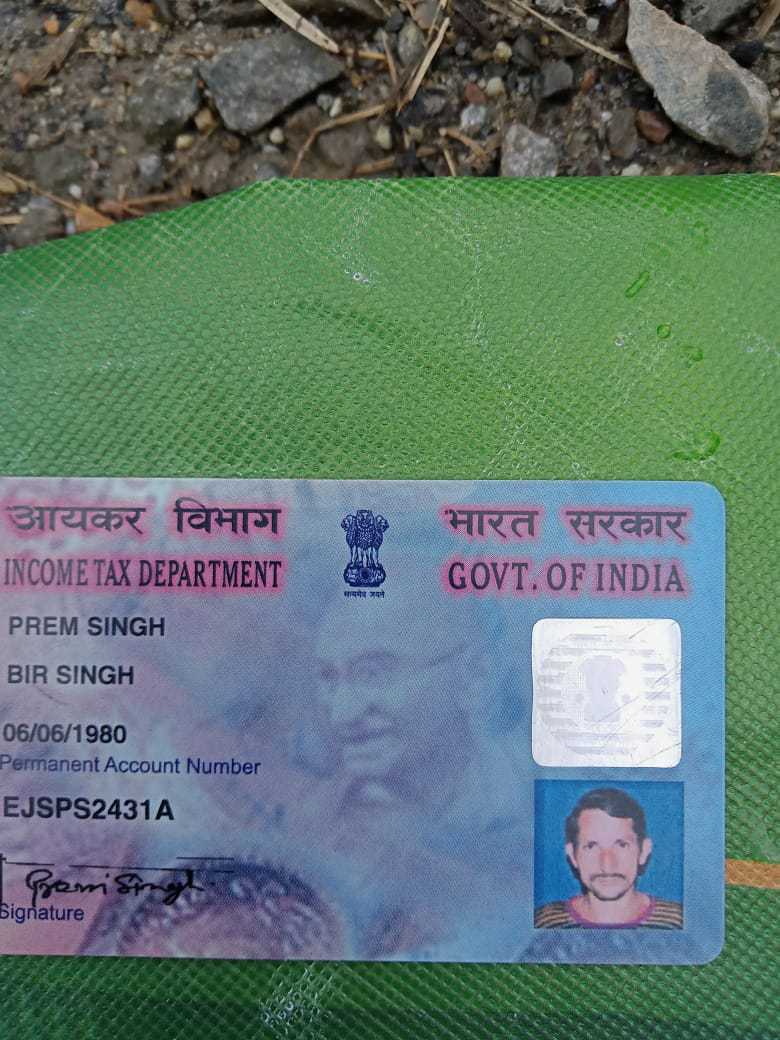 आयकर विभाग
भारत सरकार
INCOME TAX DEPARTMENT
GOVT. OF INDIA
सत्यमेव जयते
PREM SINGH
BIR SINGH
06/06/1980
Permanent Account Number
EJSPS2431A
Prem Singh
Signature